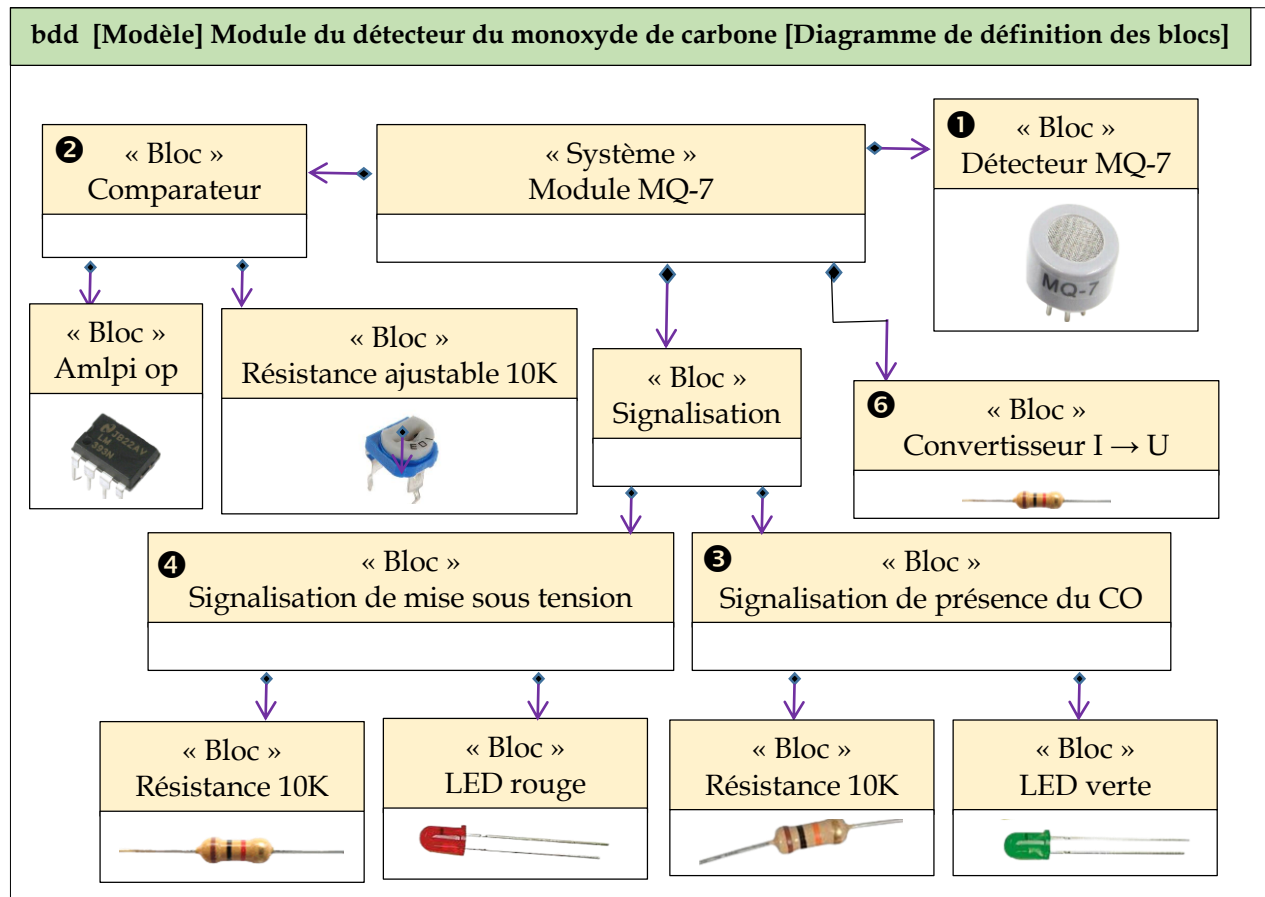 bdd [Modèle] Module du détecteur du monoxyde de carbone [Diagramme de définition des blocs]
❷ « Bloc »
Comparateur
« Système »
Module MQ-7
❶ « Bloc »
Détecteur MQ-7
MQ-7
« Bloc »
Amlpi op
LM
393N
« Bloc »
Résistance ajustable 10K
« Bloc »
Signalisation
❻ « Bloc »
Convertisseur I → U
❹ « Bloc »
Signalisation de mise sous tension
❸ « Bloc »
Signalisation de présence du CO
« Bloc »
Résistance 10K
« Bloc »
LED rouge
« Bloc »
Résistance 10K
« Bloc »
LED verte